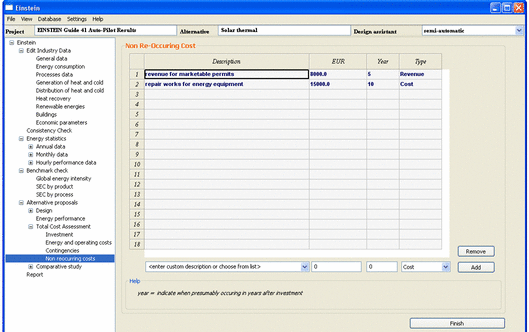 Einstein
File View Database Settings Help
Project EINSTEIN Guide 41 Auto-Pilot Results Alternative Solar thermal Design assistant semi-automatic
Einstein
Edit Industry Data
General data
Energy consumption
Processes data
Generation of heat and cold
Distribution of heat and cold
Heat recovery
Renewable energies
Buildings
Economic parameters
Consistency Check
Energy statistics
Annual data
Monthly data
Hourly performance data
Benchmark check
Global energy intensity
SEC by product
SEC by process
Alternative proposals
Design
Energy performance
Total Cost Assessment
Investment
Energy and operating costs
Contingencies
Non reocurring costs
Comparative study
Report
Non Re-Occuring Cost
Description EUR Year Type
1 revenue for marketable permits 8000.0 5 Revenue
2 repair works for energy equipment 15000.0 10 Cost
3
4
5
6
7
8
9
10
11
12
13
14
15
16
17
18
Remove
<enter custom description or choose from list> 0 0 Cost Add
Help
year = indicate when presumably occuring in years after investment
Finish